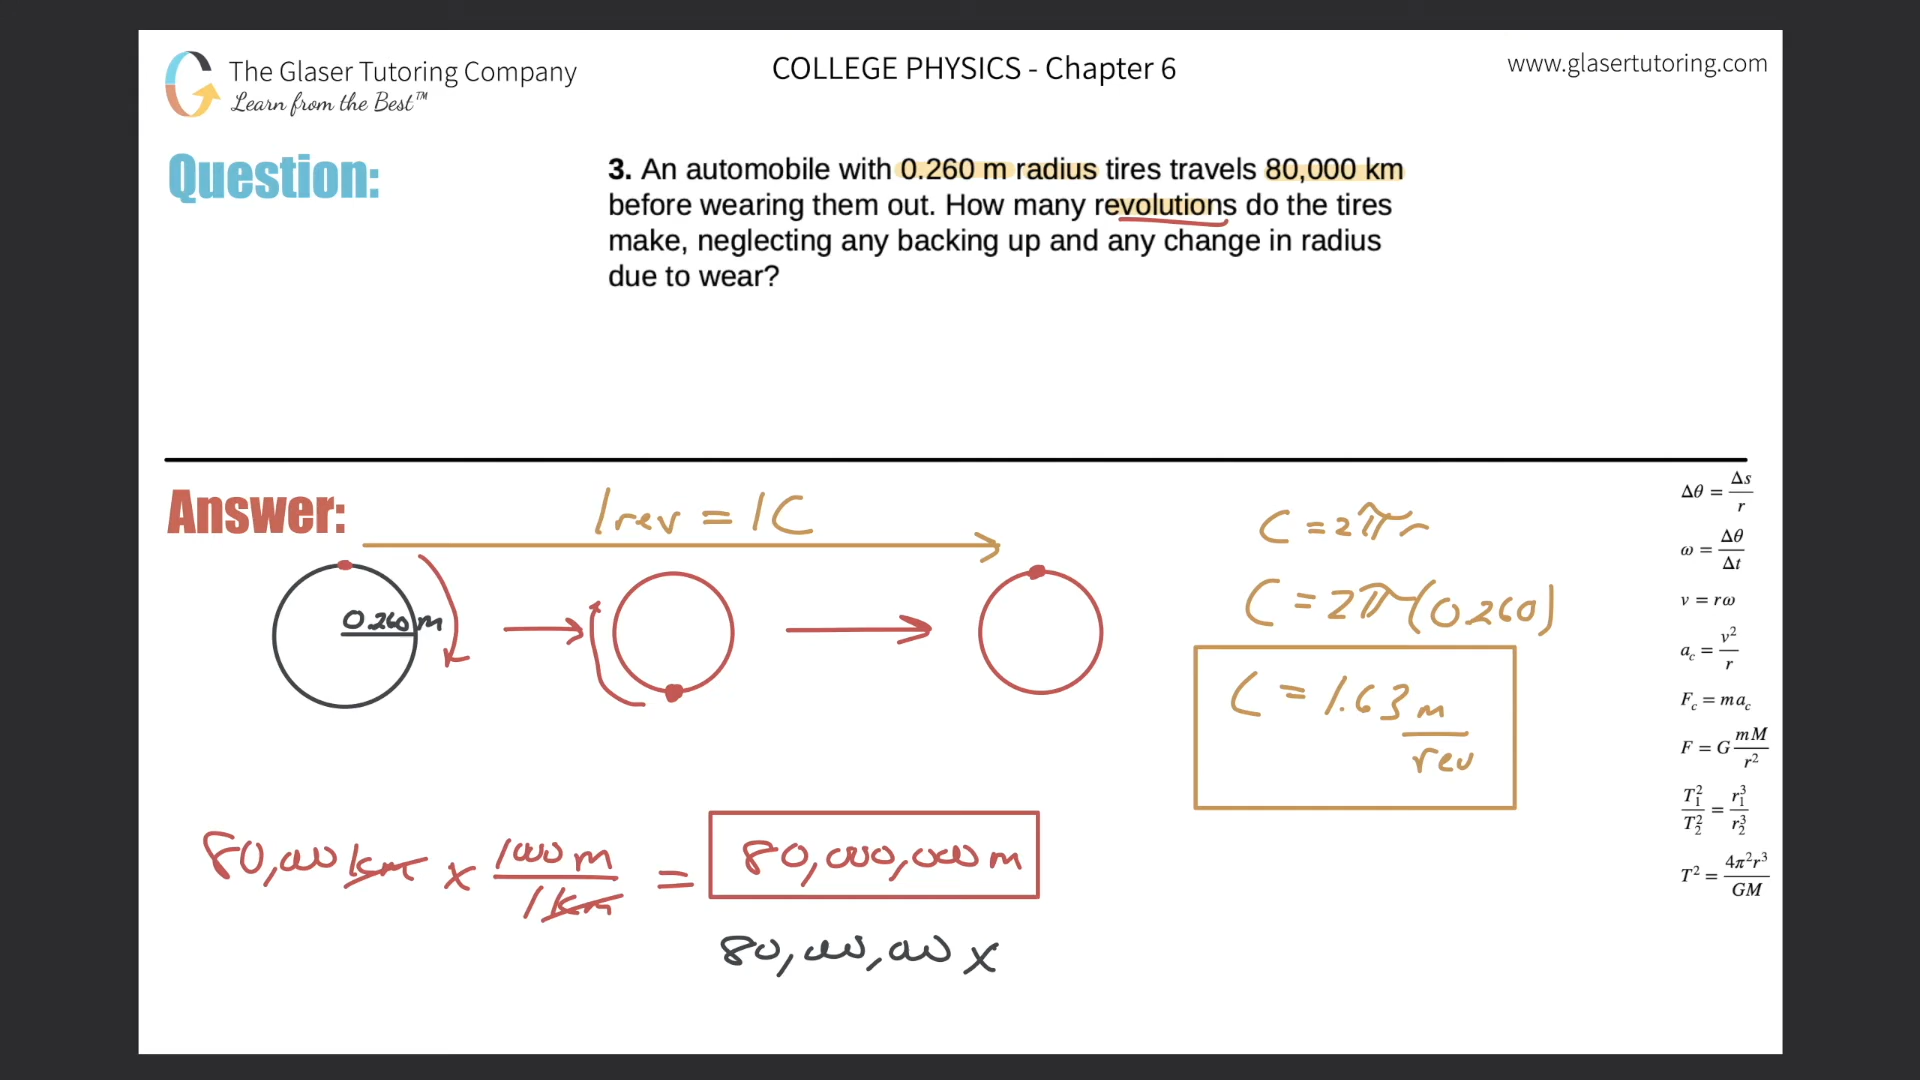 The Glaser Tutoring Company
Learn from the Best™
COLLEGE PHYSICS - Chapter 6
www.glasertutoring.com
Question:
3. An automobile with 0.260 m radius tires travels 80,000 km
before wearing them out. How many revolutions do the tires
make, neglecting any backing up and any change in radius
due to wear?
Answer:
1 rev = 1C
0.260 m
C = 2πr
C = 2π(0.260)
C = 1.63 m/rev
80,000 km x 1000 m / 1 km = 80,000,000 m
80,000,000 x
Δθ = Δs/r
ω = Δθ/Δt
v = rω
a_c = v²/r
F_c = ma_c
F = G mM/r²
T₁²/T₂² = r₁³/r₂³
T² = 4π²r³/GM